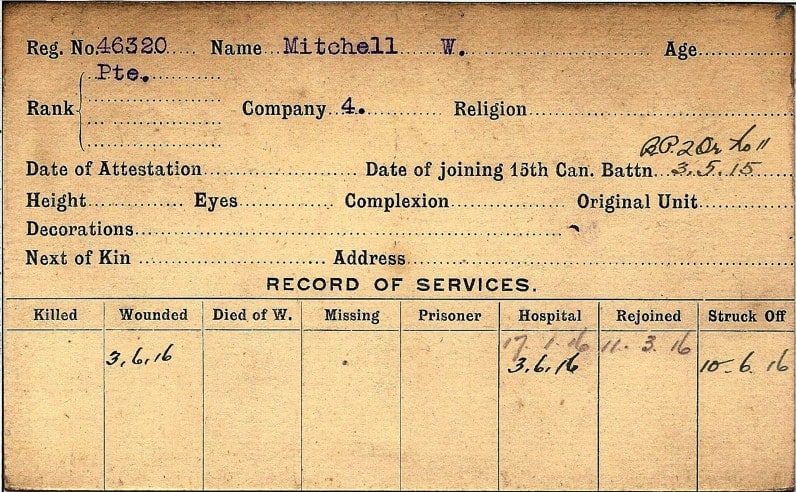 Reg. No. 46320 Name Mitchell W. Age
Pte.
Rank Company 4. Religion
2 Or
Date of Attestation Date of joining 15th Can. Battn. 3.5.15
Height Eyes Complexion Original Unit
Decorations
Next of Kin Address
RECORD OF SERVICES.
Killed Wounded Died of W. Missing Prisoner Hospital Rejoined Struck Off
17.1.16 11.3.16
3.6.16 3.6.16 10.6.16